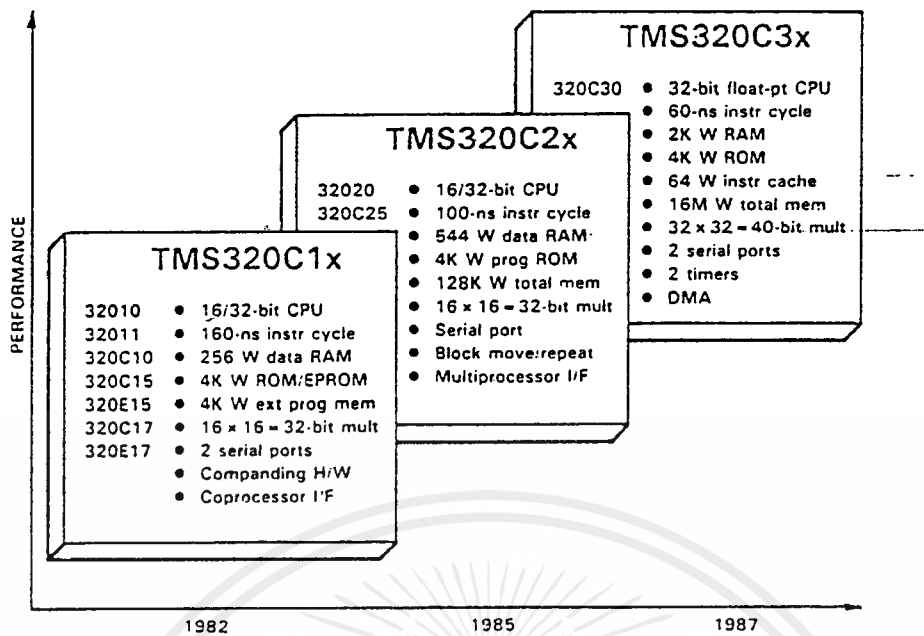 TMS320C3x
320C30 • 32-bit float-pt CPU
• 60-ns instr cycle
• 2K W RAM
• 4K W ROM
• 64 W instr cache
• 16M W total mem
• 32 × 32 = 40-bit mult
• 2 serial ports
• 2 timers
• DMA
TMS320C2x
32020 • 16/32-bit CPU
320C25 • 100-ns instr cycle
• 544 W data RAM
• 4K W prog ROM
• 128K W total mem
• 16 × 16 = 32-bit mult
• Serial port
• Block move/repeat
• Multiprocessor I/F
TMS320C1x
32010 • 16/32-bit CPU
32011 • 160-ns instr cycle
320C10 • 256 W data RAM
320C15 • 4K W ROM/EPROM
320E15 • 4K W ext prog mem
320C17 • 16 × 16 = 32-bit mult
320E17 • 2 serial ports
• Companding H/W
• Coprocessor I/F
PERFORMANCE
1982 1985 1987